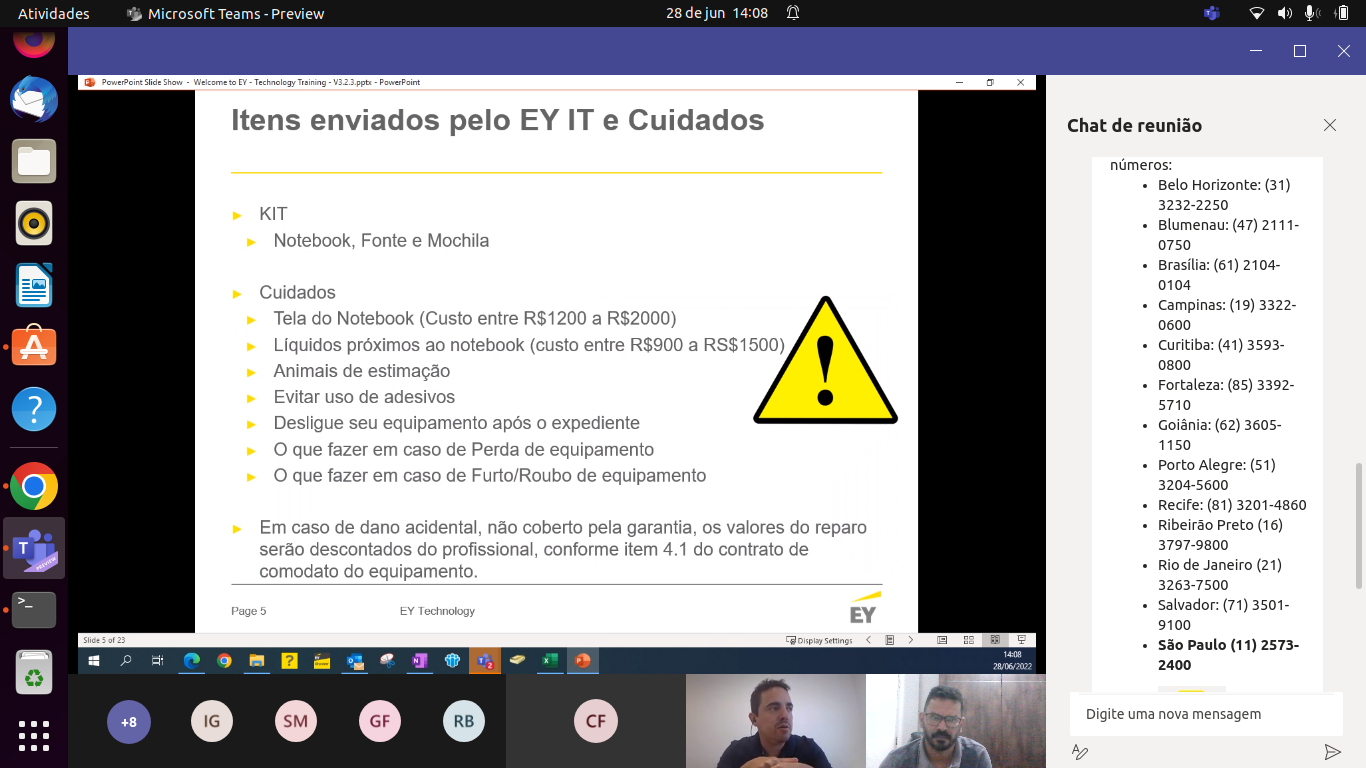 Atividades
Microsoft Teams - Preview
28 de jun 14:08
PowerPoint Slide Show - Welcome to EY - Technology Training - V3.2.3.pptx - PowerPoint
Itens enviados pelo EY IT e Cuidados
KIT
Notebook, Fonte e Mochila
Cuidados
Tela do Notebook (Custo entre R$1200 a R$2000)
Líquidos próximos ao notebook (custo entre R$900 a RS$1500)
Animais de estimação
Evitar uso de adesivos
Desligue seu equipamento após o expediente
O que fazer em caso de Perda de equipamento
O que fazer em caso de Furto/Roubo de equipamento
!
Em caso de dano acidental, não coberto pela garantia, os valores do reparo
serão descontados do profissional, conforme item 4.1 do contrato de
comodato do equipamento.
Page 5
EY Technology
EY
Slide 5 of 23
Display Settings
14:08
28/06/2022
+8
IG
SM
GF
RB
CF
Chat de reunião
números:
Belo Horizonte: (31)
3232-2250
Blumenau: (47) 2111-
0750
Brasília: (61) 2104-
0104
Campinas: (19) 3322-
0600
Curitiba: (41) 3593-
0800
Fortaleza: (85) 3392-
5710
Goiânia: (62) 3605-
1150
Porto Alegre: (51)
3204-5600
Recife: (81) 3201-4860
Ribeirão Preto (16)
3797-9800
Rio de Janeiro (21)
3263-7500
Salvador: (71) 3501-
9100
São Paulo (11) 2573-
2400
Digite uma nova mensagem